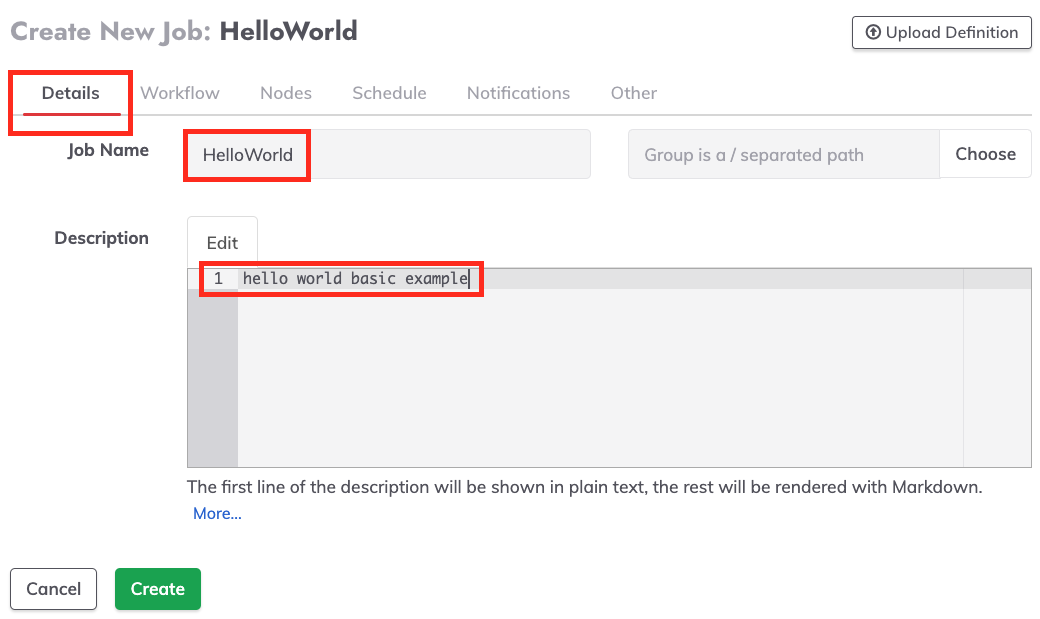 Create New Job: HelloWorld
Upload Definition
Details Workflow Nodes Schedule Notifications Other
Job Name HelloWorld Group is a / separated path Choose
Description Edit
1 hello world basic example
The first line of the description will be shown in plain text, the rest will be rendered with Markdown.
More...
Cancel Create